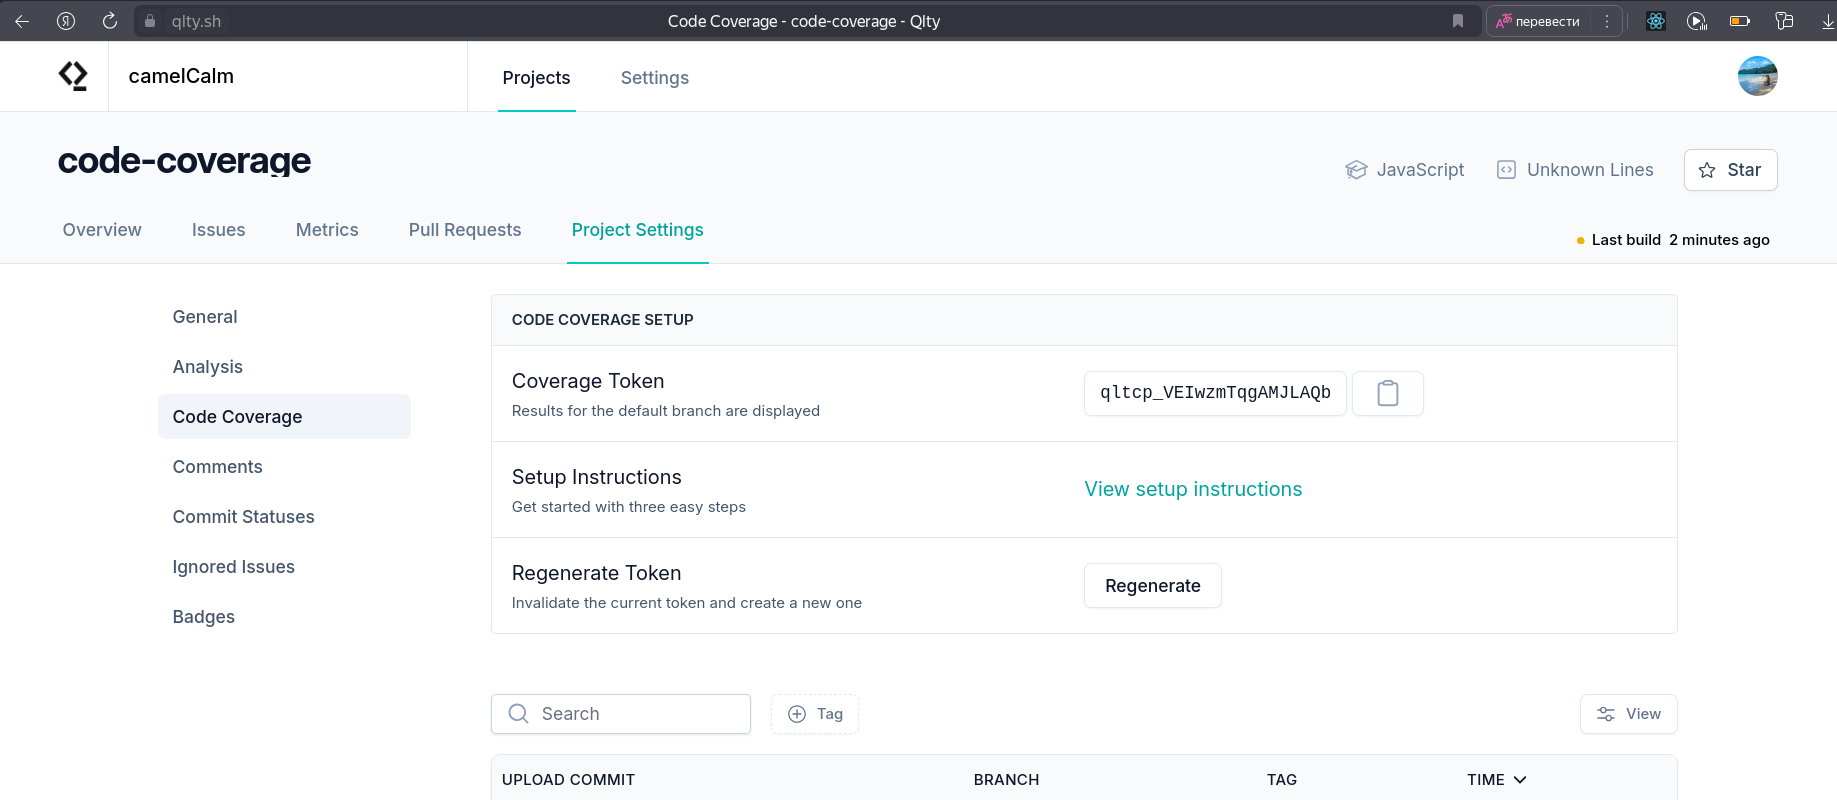 qlty.sh
Code Coverage - code-coverage - Qlty
перевести
camelCalm
Projects
Settings
code-coverage
JavaScript
Unknown Lines
Star
Overview
Issues
Metrics
Pull Requests
Project Settings
Last build 2 minutes ago
General
Analysis
Code Coverage
Comments
Commit Statuses
Ignored Issues
Badges
CODE COVERAGE SETUP
Coverage Token
Results for the default branch are displayed
qltcp_VEIwzmTqgAMJLAQb
Setup Instructions
Get started with three easy steps
View setup instructions
Regenerate Token
Invalidate the current token and create a new one
Regenerate
Search
Tag
View
UPLOAD COMMIT
BRANCH
TAG
TIME